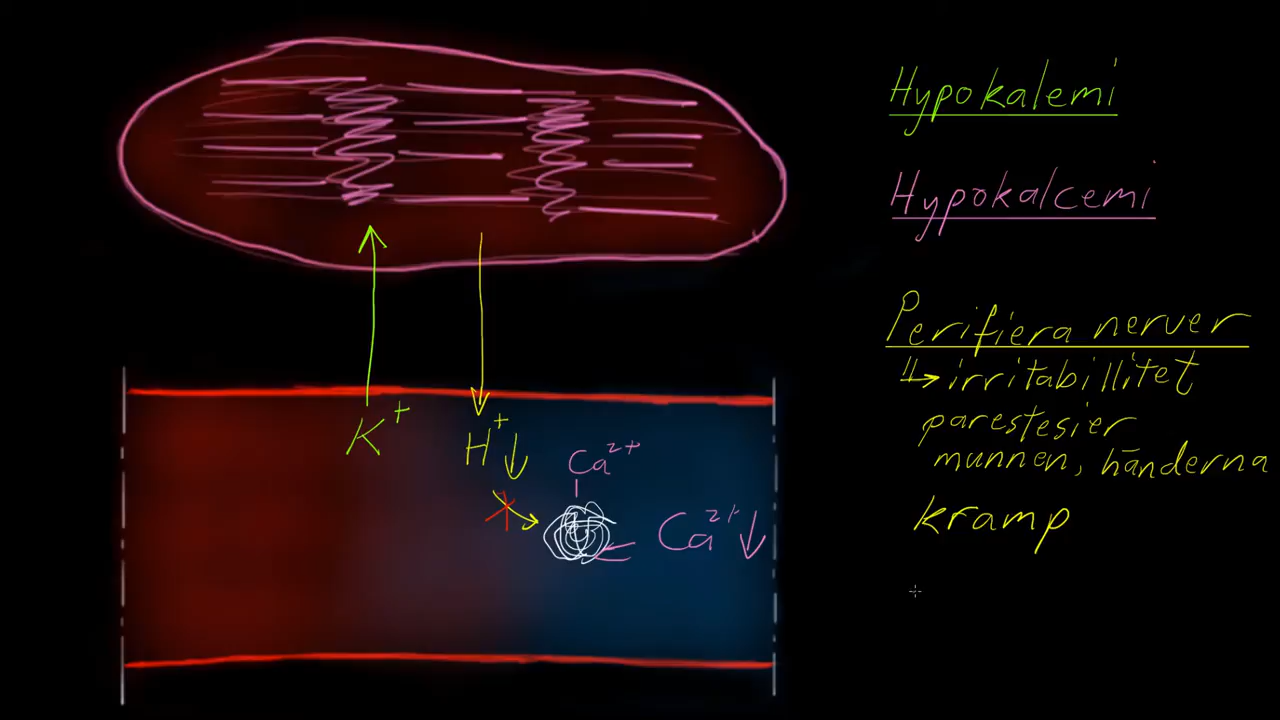 Hypokalemi
Hypokalcemi
Perifiera nerver
irritabillitet
parestesier
munnen, händerna
kramp
K+
H+↓
Ca2+
Ca2+↓